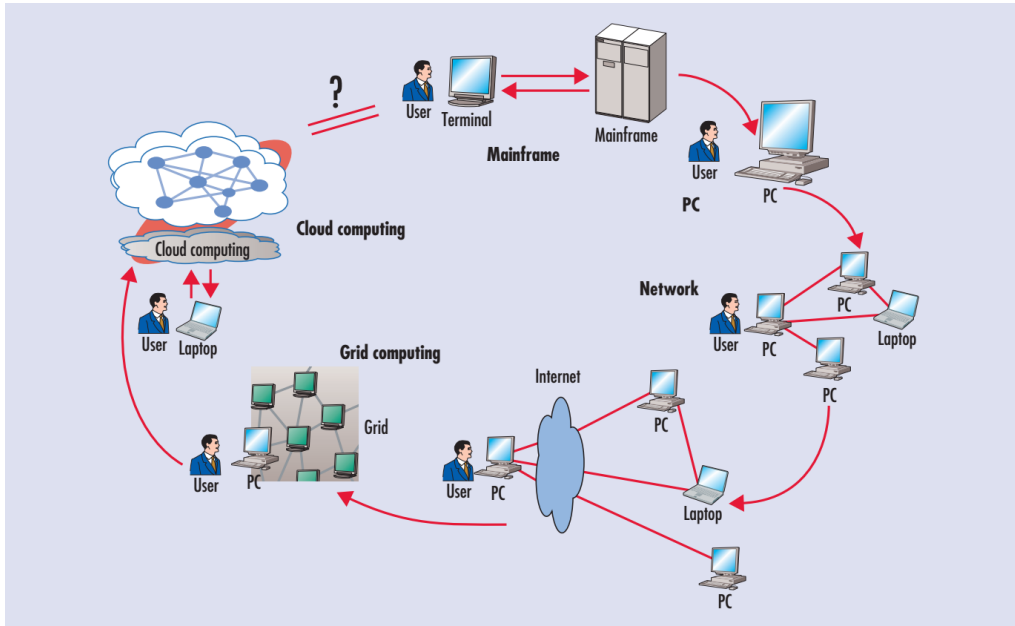 ?
User
Terminal
Mainframe
Mainframe
User
PC
PC
Cloud computing
Cloud computing
User
Laptop
Network
PC
User
PC
Laptop
PC
Grid computing
Grid
User
PC
Internet
PC
User
PC
Laptop
PC